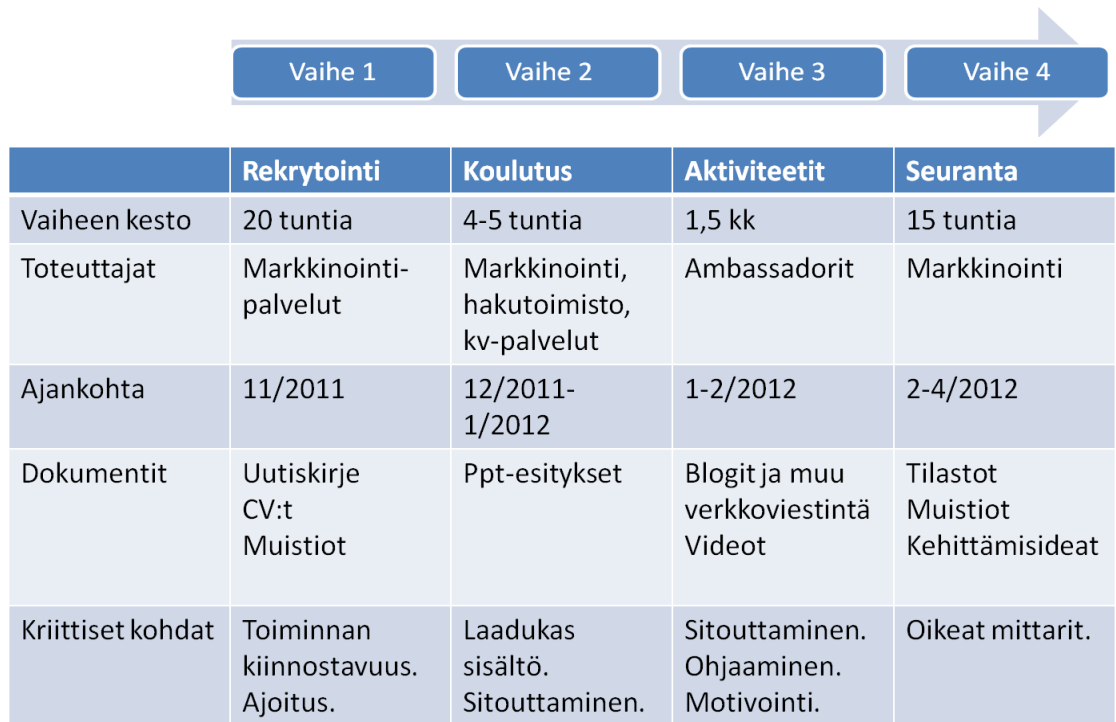 Vaihe 1
Vaihe 2
Vaihe 3
Vaihe 4
Rekrytointi
Koulutus
Aktiviteetit
Seuranta
Vaiheen kesto
20 tuntia
4-5 tuntia
1,5 kk
15 tuntia
Toteuttajat
Markkinointi-
palvelut
Markkinointi,
hakutoimisto,
kv-palvelut
Ambassadorit
Markkinointi
Ajankohta
11/2011
12/2011-
1/2012
1-2/2012
2-4/2012
Dokumentit
Uutiskirje
CV:t
Muistiot
Ppt-esitykset
Blogit ja muu
verkkoviestintä
Videot
Tilastot
Muistiot
Kehittämisideat
Kriittiset kohdat
Toiminnan
kiinnostavuus.
Ajoitus.
Laadukas
sisältö.
Sitouttaminen.
Sitouttaminen.
Ohjaaminen.
Motivointi.
Oikeat mittarit.